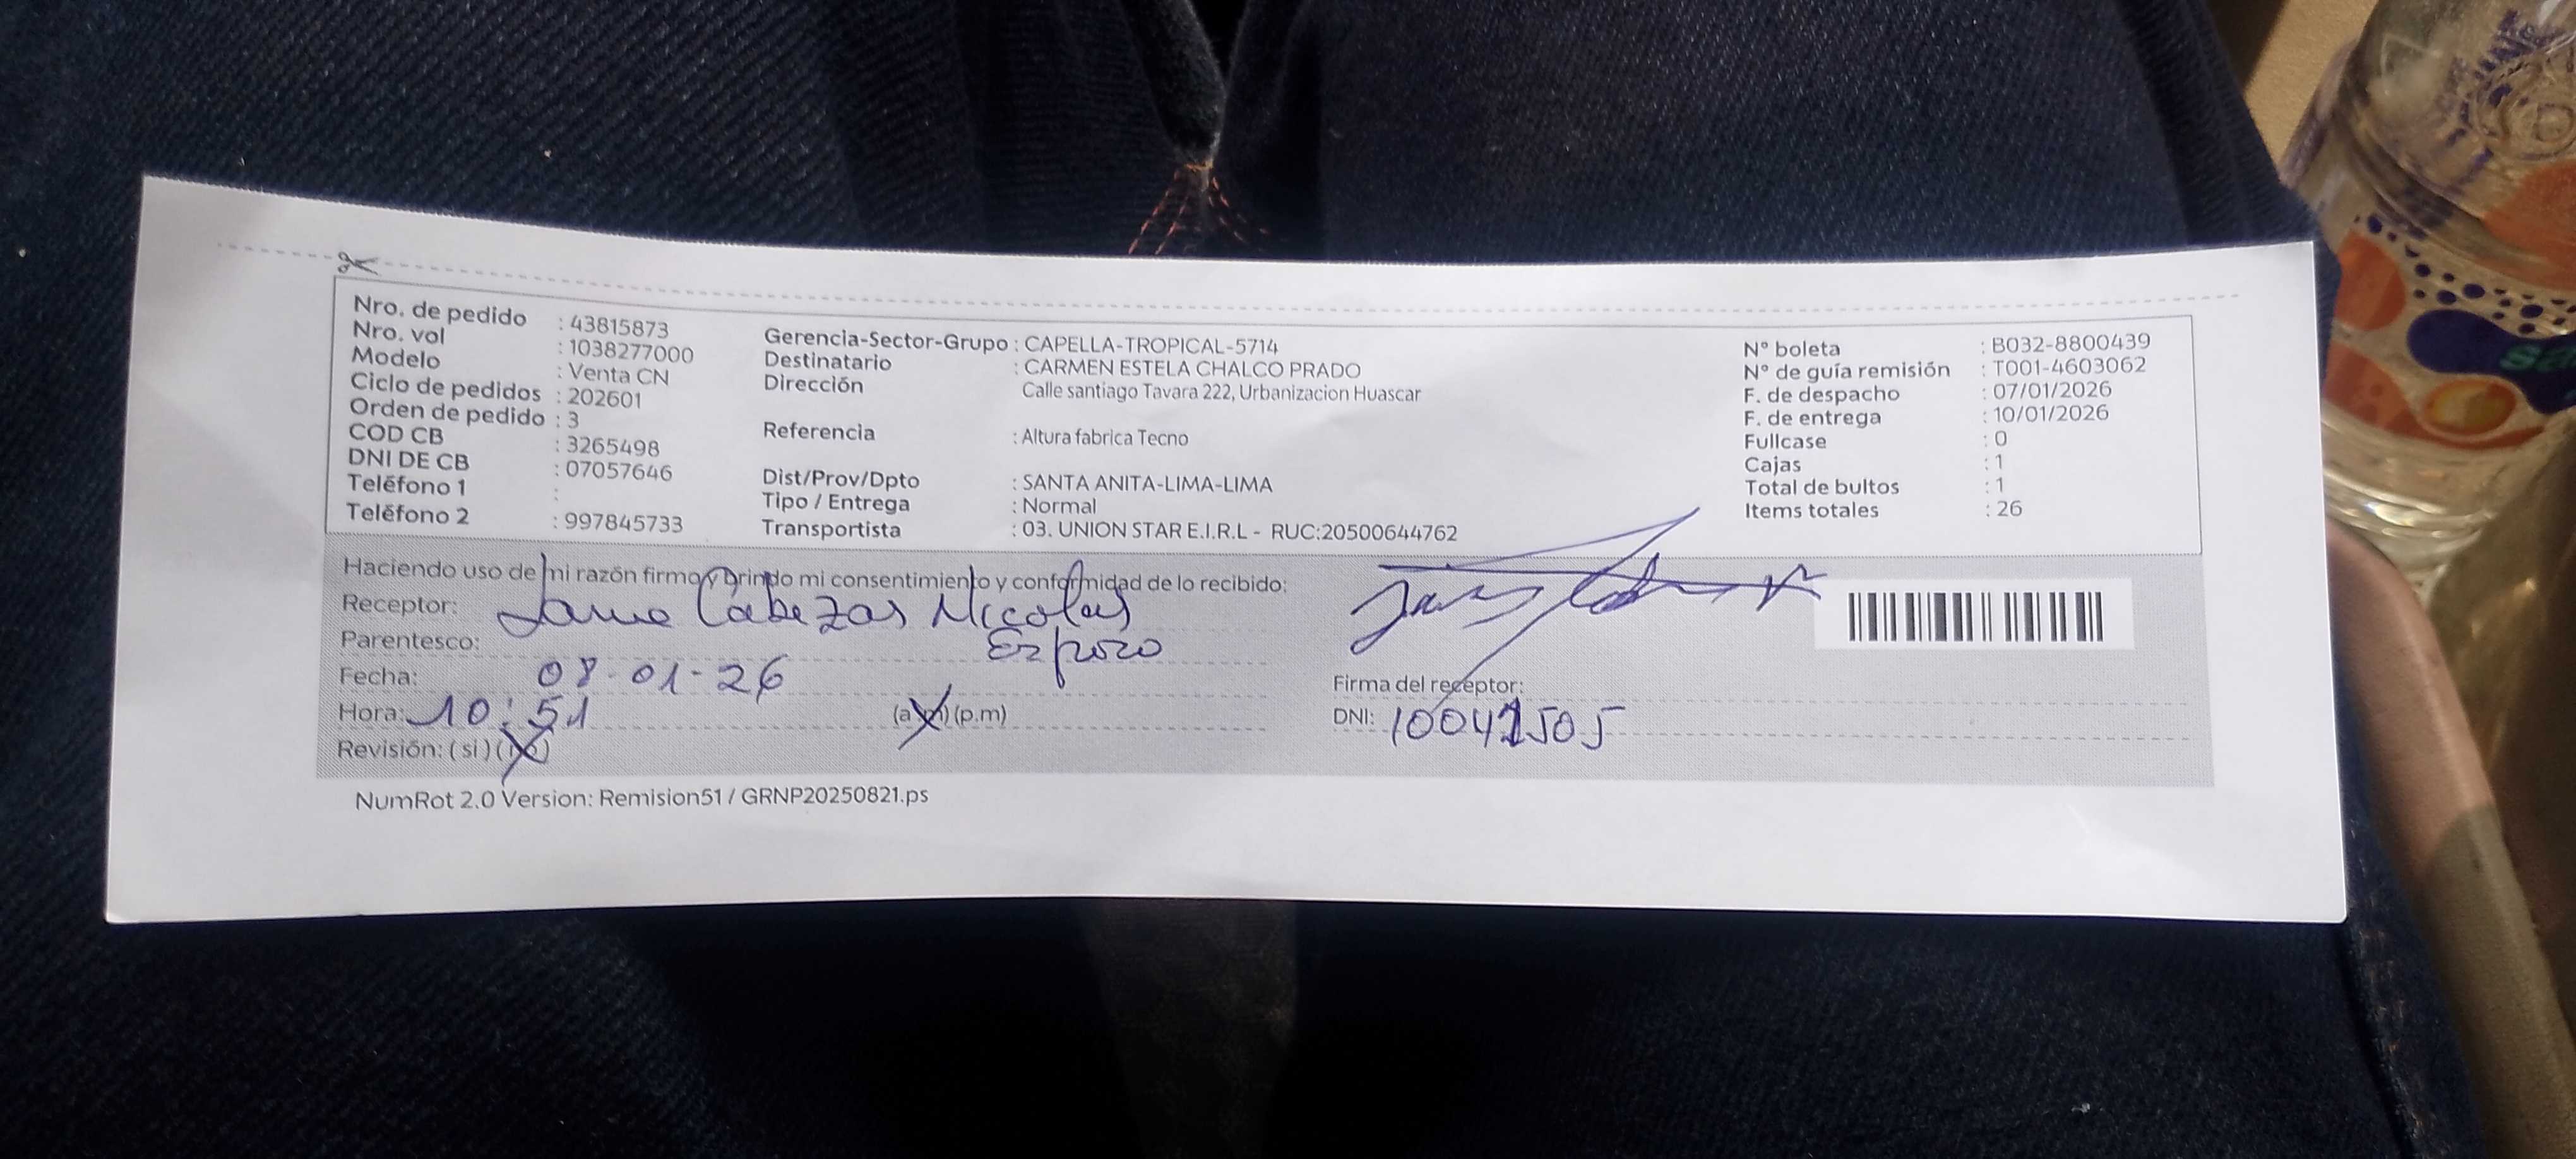 Nro. de pedido : 43815873
Nro. vol : 1038277000
Modelo : Venta CN
Ciclo de pedidos : 202601
Orden de pedido : 3
COD CB : 3265498
DNI DE CB : 07057646
Teléfono 1 :
Teléfono 2 : 997845733
Gerencia-Sector-Grupo : CAPELLA-TROPICAL-5714
Destinatario : CARMEN ESTELA CHALCO PRADO
Dirección Calle santiago Tavara 222, Urbanizacion Huascar
Referencia : Altura fabrica Tecno
Dist/Prov/Dpto : SANTA ANITA-LIMA-LIMA
Tipo / Entrega : Normal
Transportista : 03. UNION STAR E.I.R.L - RUC:20500644762
N° boleta : B032-8800439
N° de guía remisión : T001-4603062
F. de despacho : 07/01/2026
F. de entrega : 10/01/2026
Fullcase : 0
Cajas : 1
Total de bultos : 1
Items totales : 26
Haciendo uso de mi razón firmo y brindo mi consentimiento y conformidad de lo recibido:
Receptor: Cabezas Nicolas
Parentesco: Ezpozo
Fecha: 08-01-26
Hora: 10:51 (a.m) (p.m)
Revisión: (si) (no)
Firma del receptor:
DNI: 10041505
NumRot 2.0 Version: Remision51 / GRNP20250821.ps